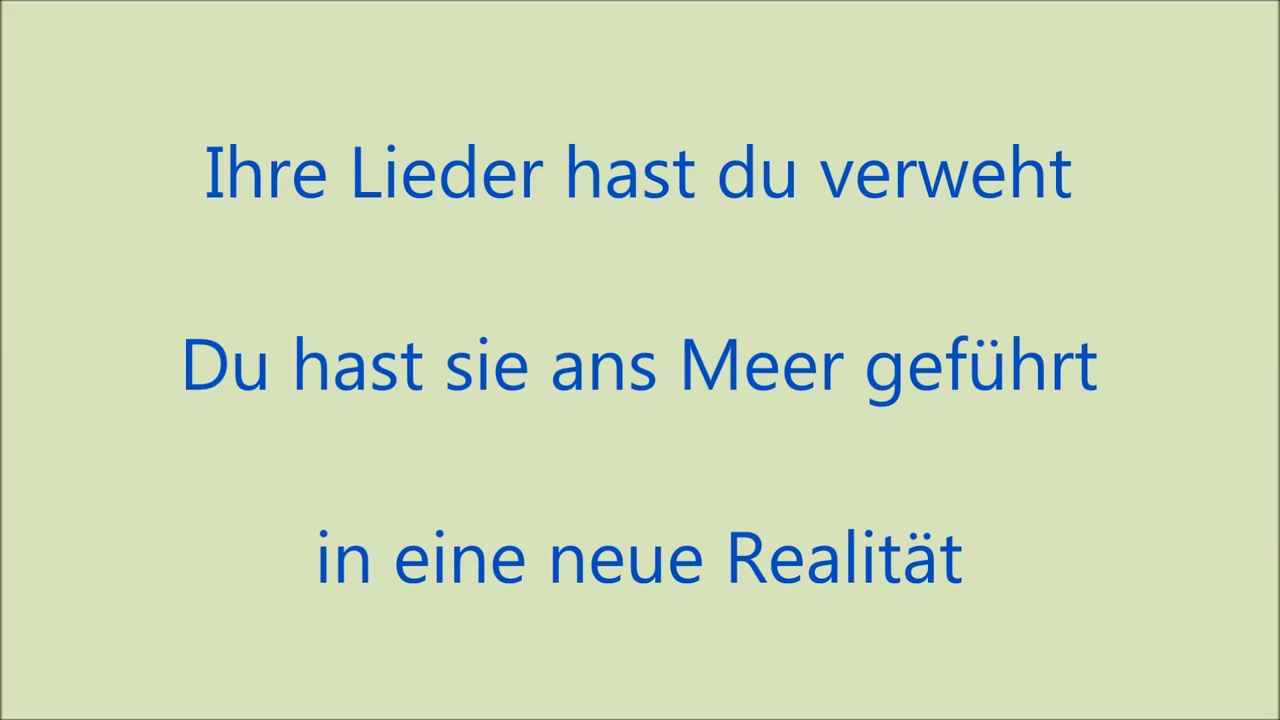 Ihre Lieder hast du verweht
Du hast sie ans Meer geführt
in eine neue Realität